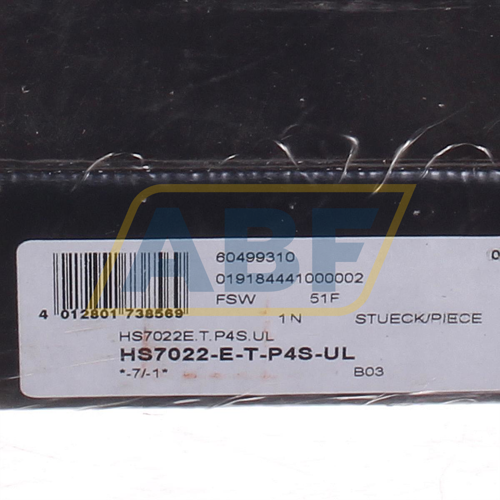 ABF
60499310
019184441000002
FSW 51F
4 012801 738569
1 N STUECK/PIECE
HS7022E.T.P4S.UL
HS7022-E-T-P4S-UL
*-7/-1* B03